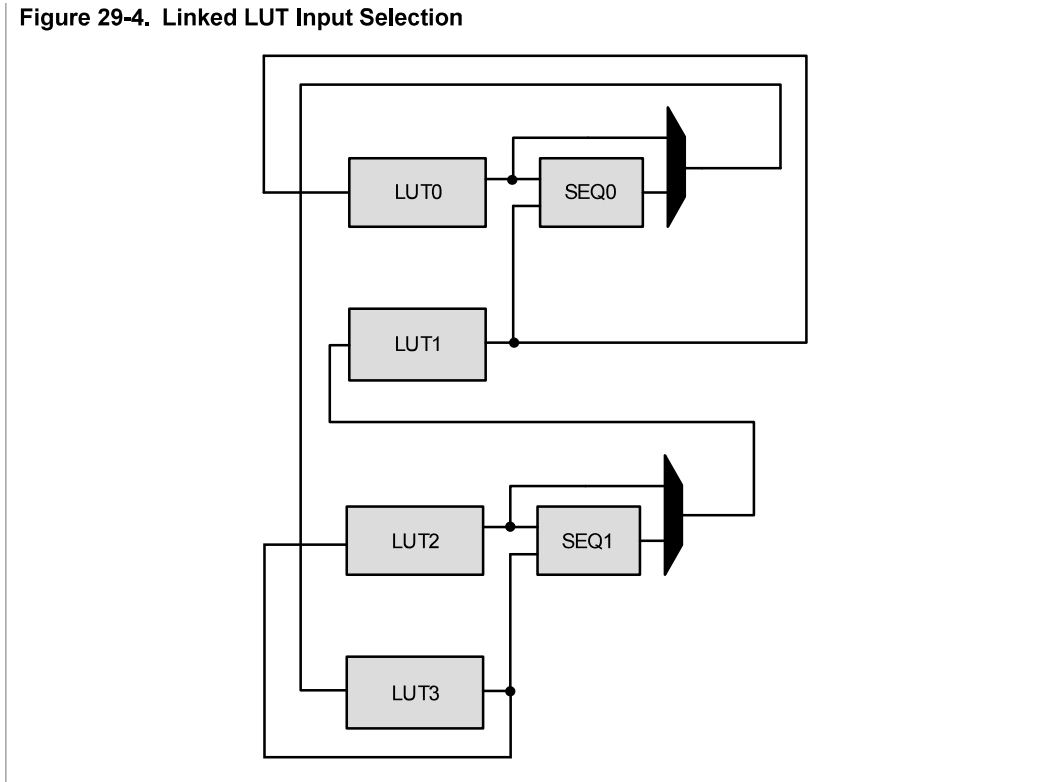 Figure 29-4. Linked LUT Input Selection
LUT0
SEQ0
LUT1
LUT2
SEQ1
LUT3